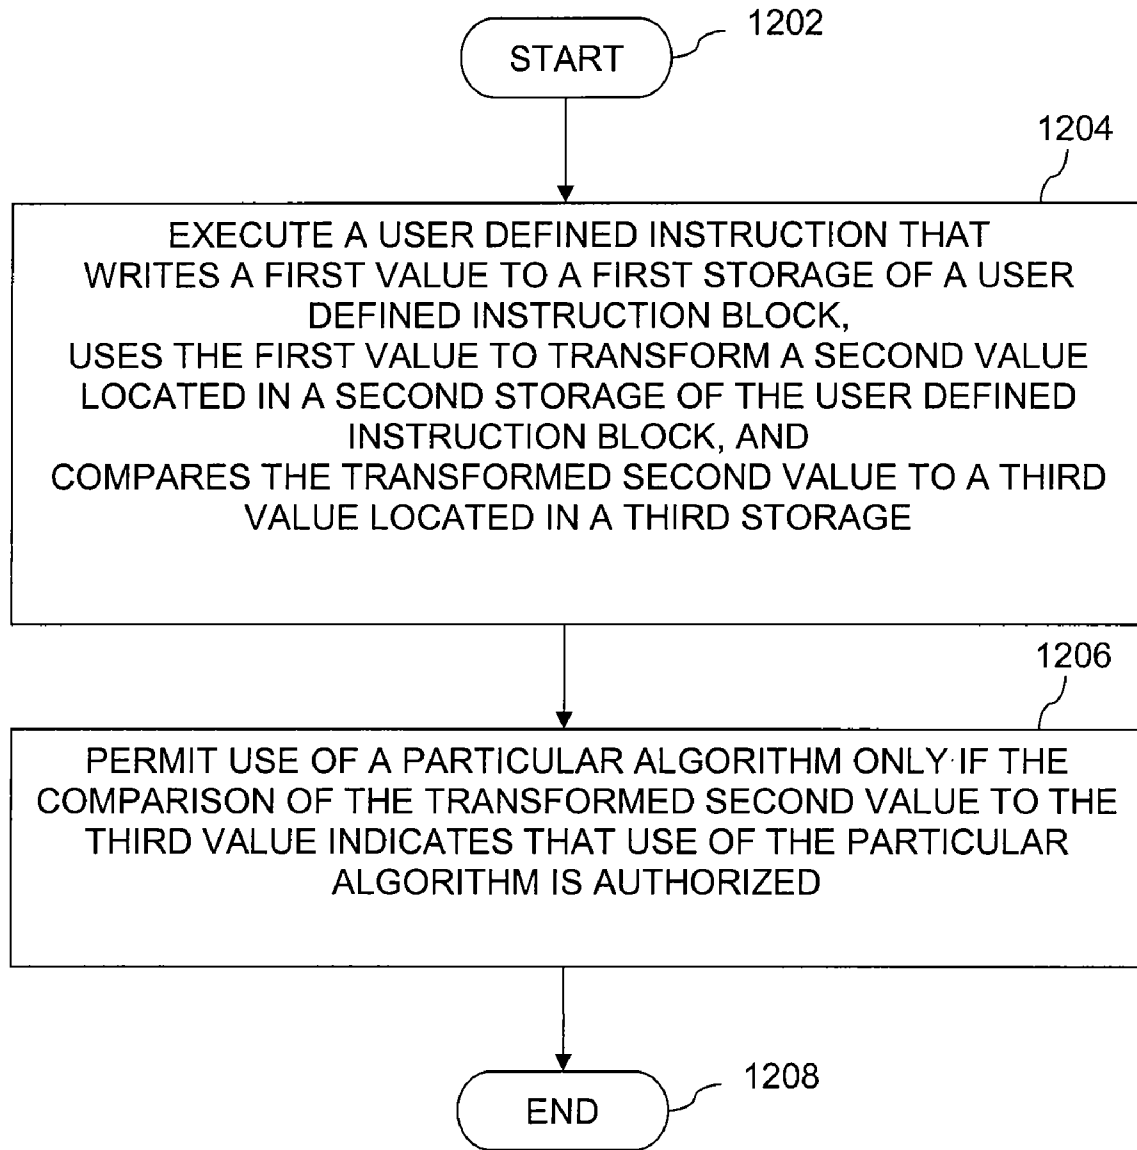 1202
START
1204
EXECUTE A USER DEFINED INSTRUCTION THAT
WRITES A FIRST VALUE TO A FIRST STORAGE OF A USER
DEFINED INSTRUCTION BLOCK,
USES THE FIRST VALUE TO TRANSFORM A SECOND VALUE
LOCATED IN A SECOND STORAGE OF THE USER DEFINED
INSTRUCTION BLOCK, AND
COMPARES THE TRANSFORMED SECOND VALUE TO A THIRD
VALUE LOCATED IN A THIRD STORAGE
1206
PERMIT USE OF A PARTICULAR ALGORITHM ONLY IF THE
COMPARISON OF THE TRANSFORMED SECOND VALUE TO THE
THIRD VALUE INDICATES THAT USE OF THE PARTICULAR
ALGORITHM IS AUTHORIZED
1208
END